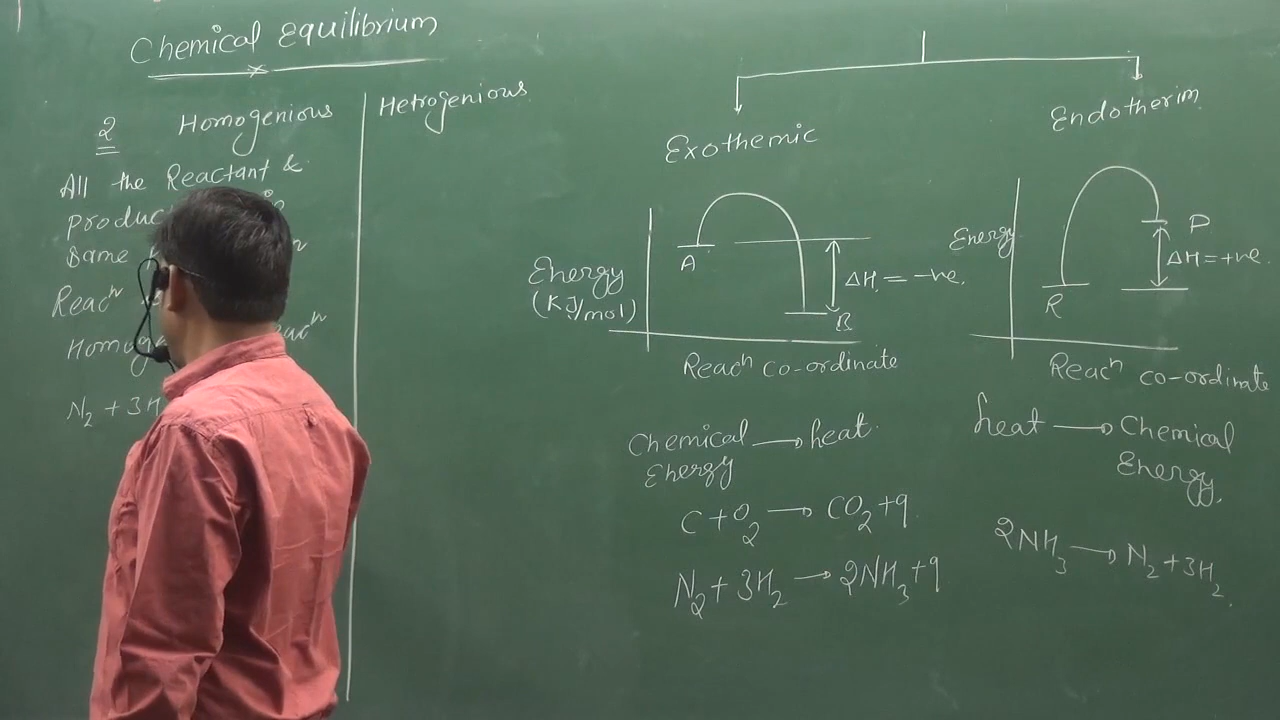 Chemical Equilibrium
2 Homogenious
All the Reactant &
Same
Reacⁿ
N₂ + 3H
Hetrogenious
Exothemic
Energy
(KJ/mol)
A
B
ΔH = -ve.
Reacⁿ co-ordinate
Chemical → heat.
Energy
C + O₂ → CO₂ + q.
N₂ + 3H₂ → 2NH₃ + q
Endotherim
Energy.
R
P
ΔH = +ve.
Reacⁿ co-ordinate
heat → Chemical
Energy.
2NH₃ → N₂ + 3H₂.